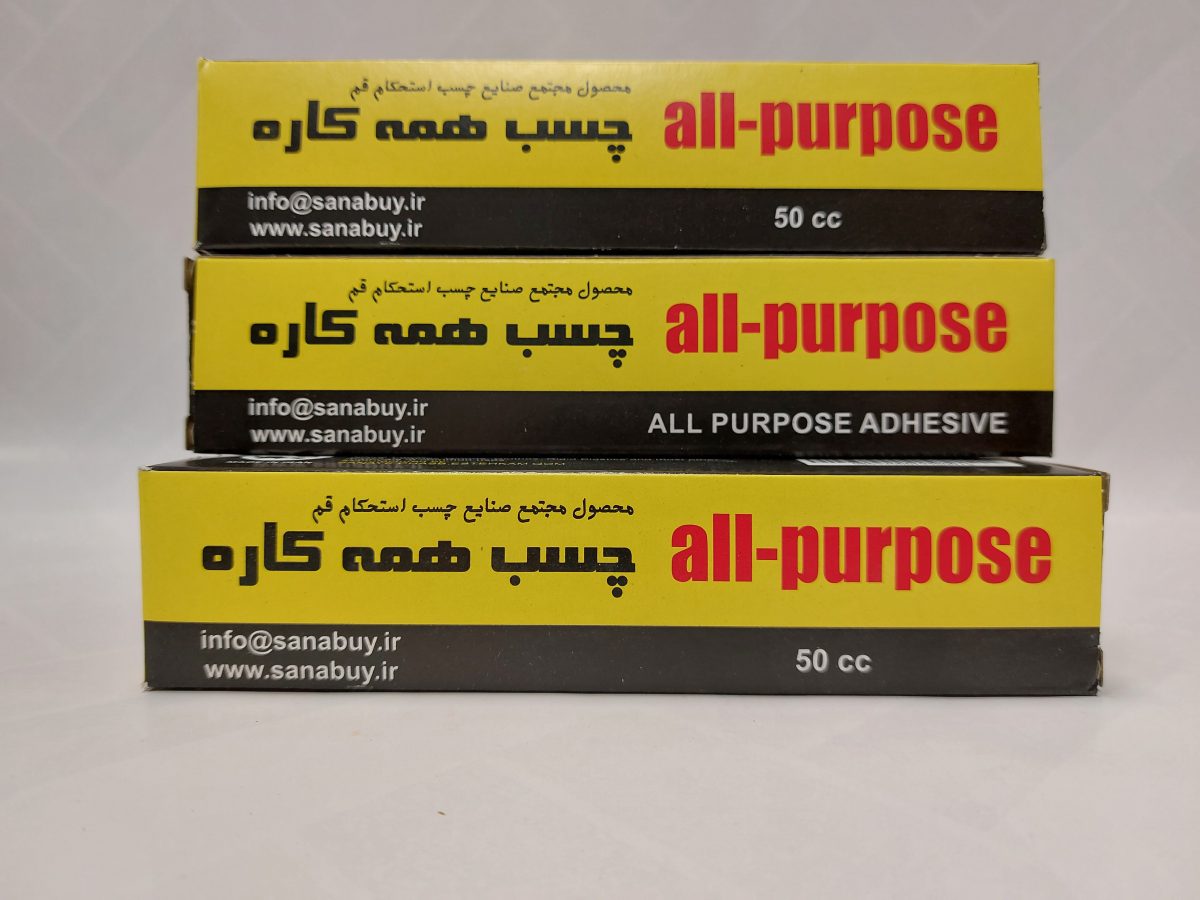 محصول مجتمع صنایع چسب استحکام قم
چسب همه کاره
all-purpose
info@sanabuy.ir
www.sanabuy.ir
50 cc
محصول مجتمع صنایع چسب استحکام قم
چسب همه کاره
all-purpose
info@sanabuy.ir
www.sanabuy.ir
ALL PURPOSE ADHESIVE
محصول مجتمع صنایع چسب استحکام قم
چسب همه کاره
all-purpose
info@sanabuy.ir
www.sanabuy.ir
50 cc